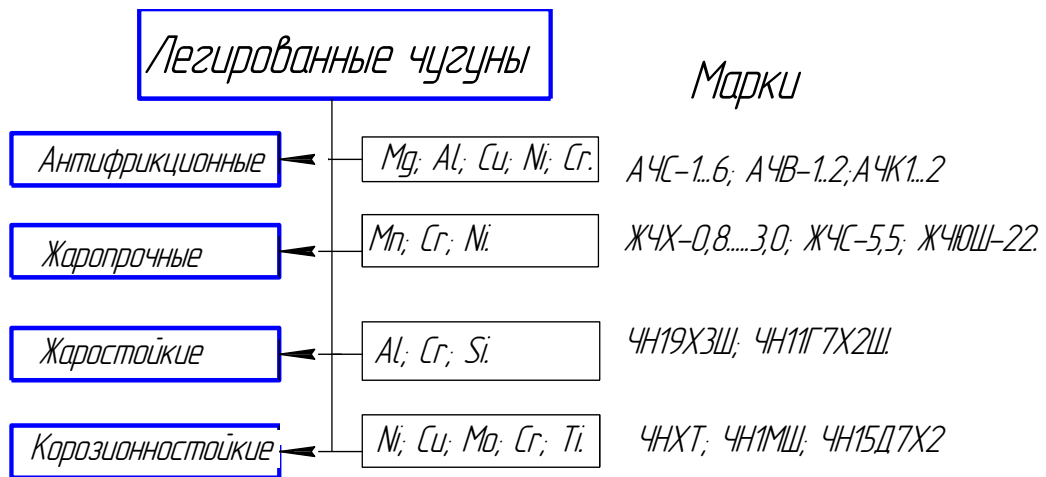 Легированные чугуны
Марки
Антифрикционные
Mg; Al; Cu; Ni; Cr.
АЧС-1...6; АЧВ-1..2;АЧК1...2
Жаропрочные
Mn; Cr; Ni.
ЖЧХ-0,8.....3,0; ЖЧС-5,5; ЖЧЮШ-22.
Жаростойкие
Al; Cr; Si.
ЧН19Х3Ш; ЧН11Г7Х2Ш.
Корозионностойкие
Ni; Cu; Mo; Cr; Ti.
ЧНХТ; ЧН1МШ; ЧН15Д7Х2